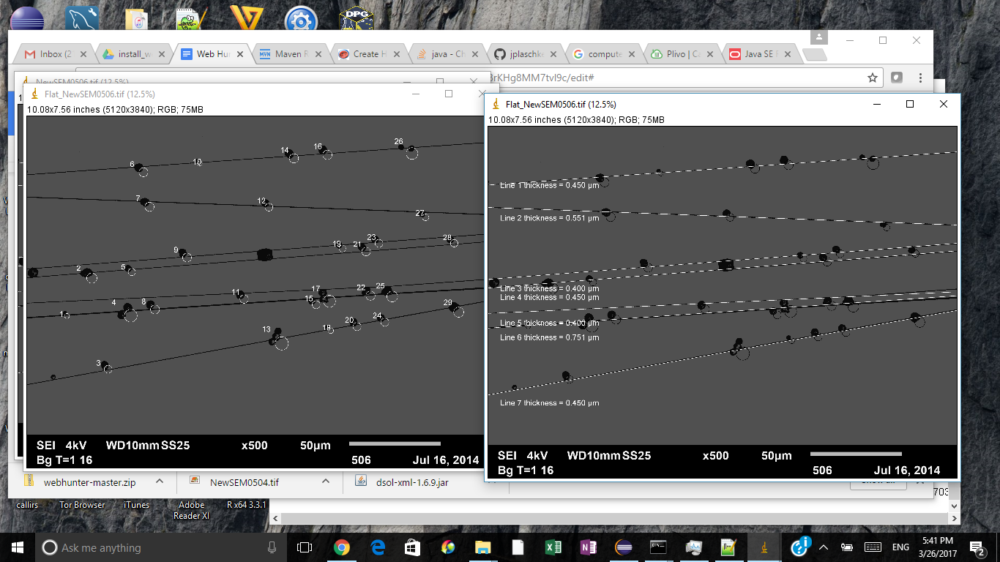 DPG
Inbox (2
install_w
Web Hu
Maven R
Create H
java - Ch
jplaschke
compute
Plivo | Ca
Java SE
rKHg8MM7tvI9c/edit#
NewSEM0506.tif (12.5%)
Flat_NewSEM0506.tif (12.5%)
10.08x7.56 inches (5120x3840); RGB; 75MB
26
16
14
6
10
7
12
27
28
23
19
21
9
2
5
25
22
17
11
15
8
4
1
29
24
20
18
13
3
SEI 4kV WD10mm SS25 x500 50µm
Bg T=1 16 506 Jul 16, 2014
Flat_NewSEM0506.tif (12.5%)
10.08x7.56 inches (5120x3840); RGB; 75MB
Line 1 thickness = 0.450 µm
Line 2 thickness = 0.551 µm
Line 3 thickness = 0.400 µm
Line 4 thickness = 0.450 µm
Line 5 thickness = 0.400 µm
Line 6 thickness = 0.751 µm
Line 7 thickness = 0.450 µm
SEI 4kV WD10mm SS25 x500 50µm
Bg T=1 16 506 Jul 16, 2014
webhunter-master.zip
NewSEM0504.tif
dsol-xml-1.6.9.jar
callirs
Tor Browser
iTunes
Adobe
Reader XI
R x64 3.3.1
Ask me anything
ENG
5:41 PM
3/26/2017
2